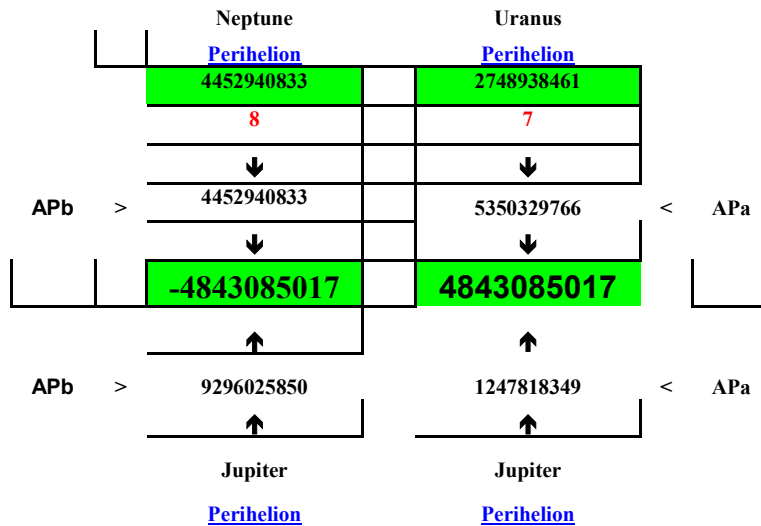 Neptune Uranus
Perihelion Perihelion
4452940833 2748938461
8 7
🡻 🡻
APb > 4452940833 5350329766 < APa
🡻 🡻
-4843085017 4843085017
🡹 🡹
APb > 9296025850 1247818349 < APa
🡹 🡹
Jupiter Jupiter
Perihelion Perihelion